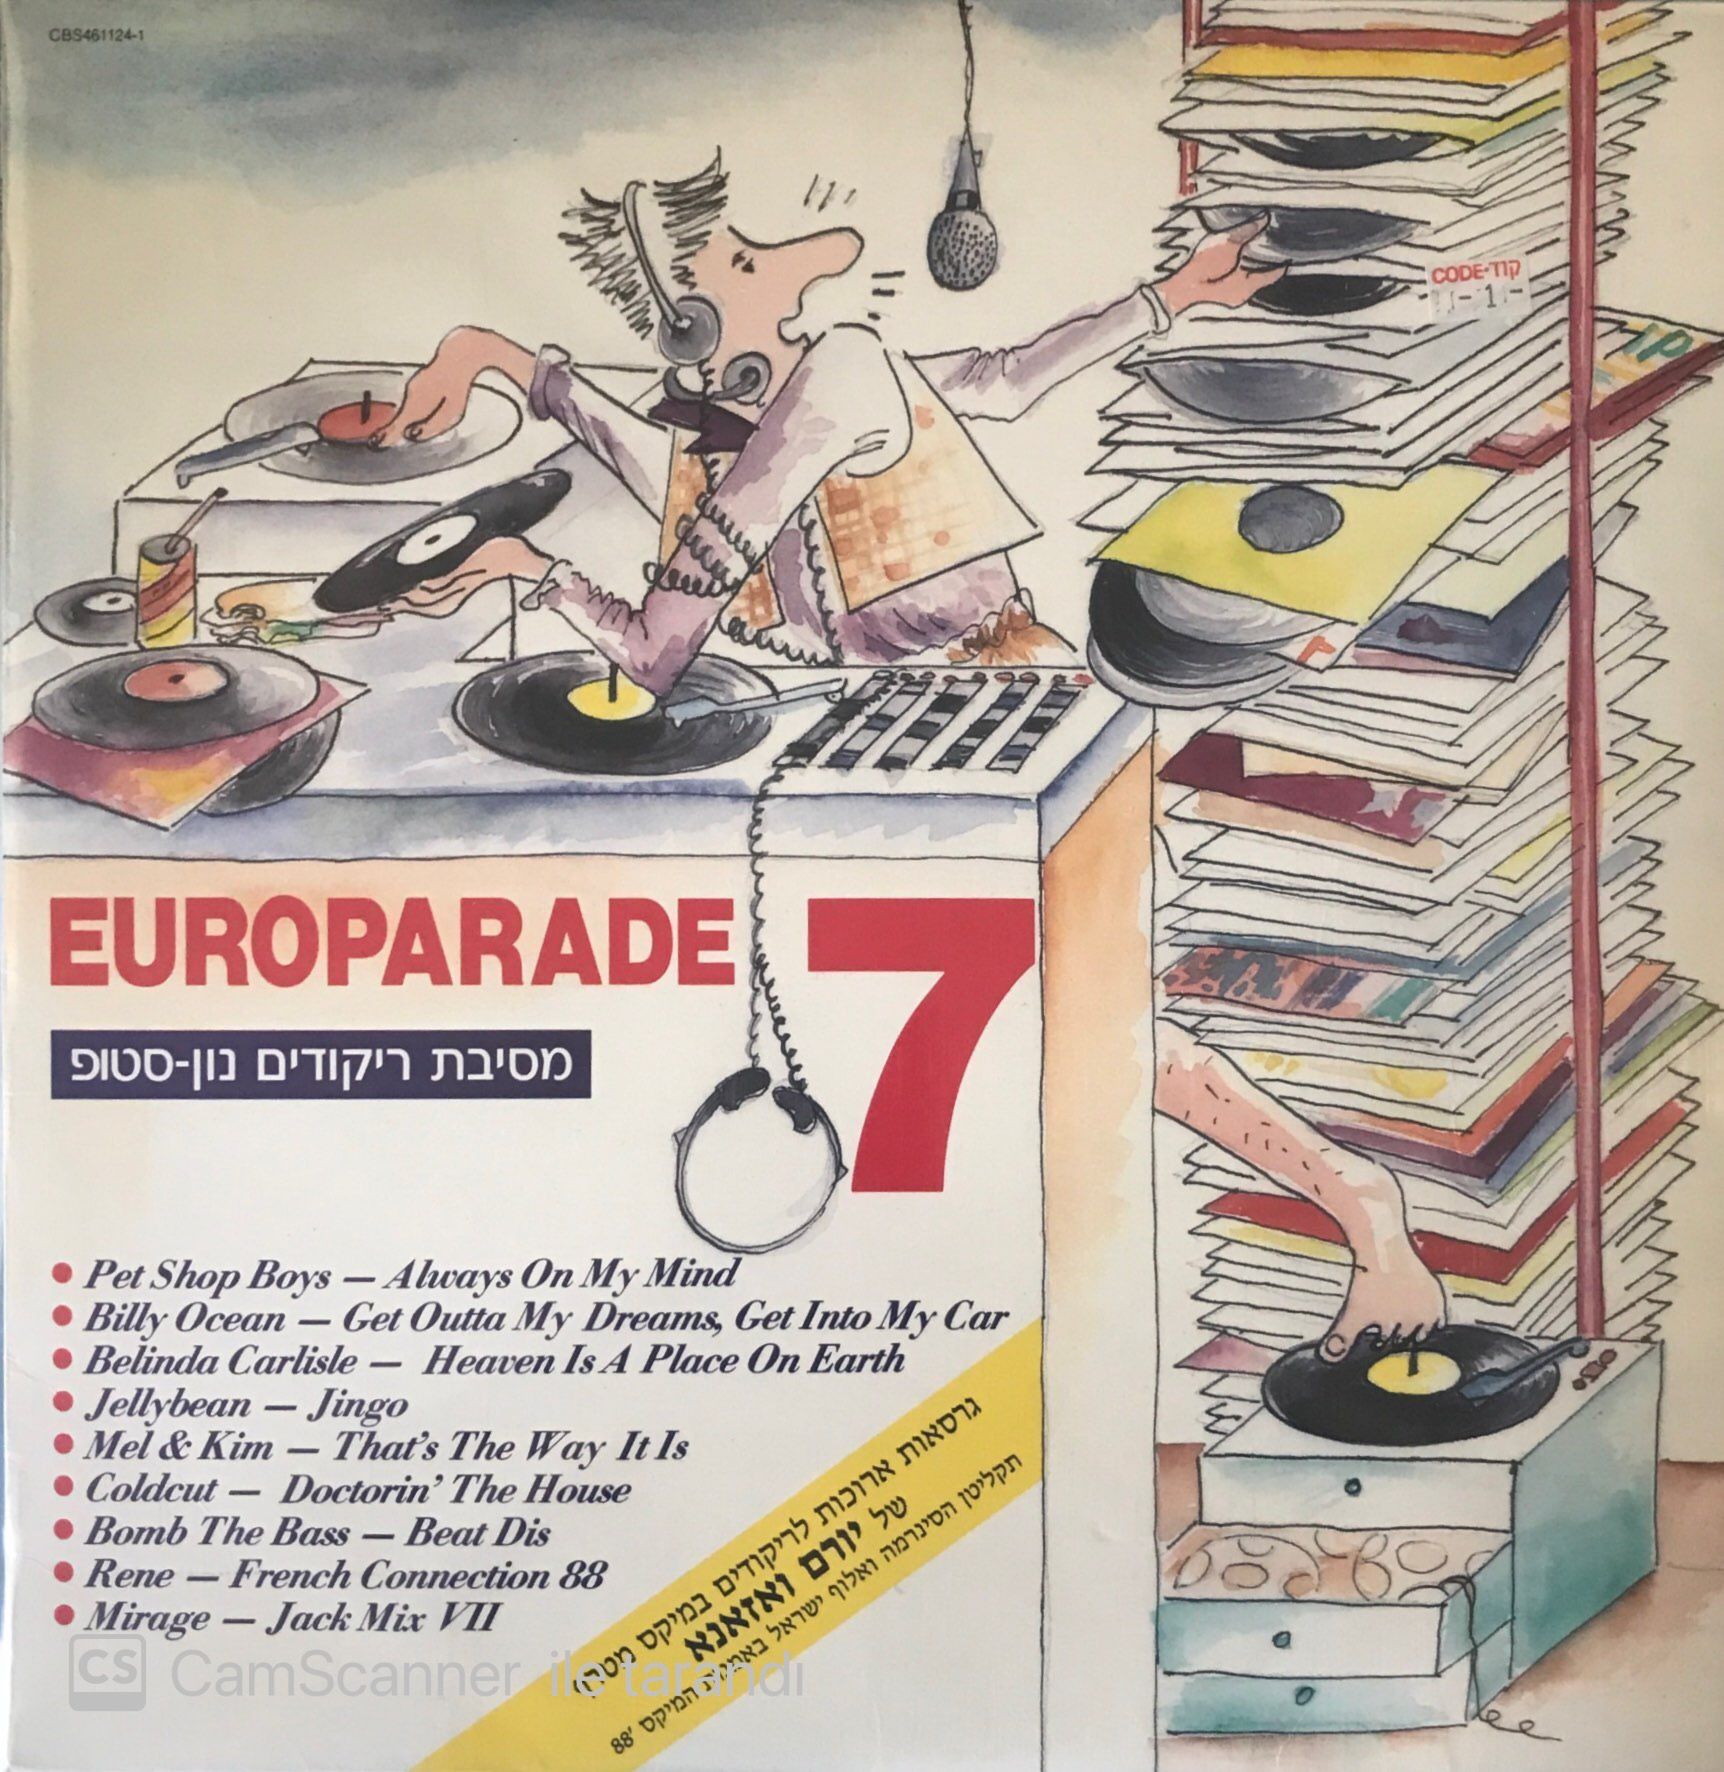 CBS461124-1
CODE-קוד
-1-
EUROPARADE 7
מסיבת ריקודים נון-סטופ
• Pet Shop Boys — Always On My Mind
• Billy Ocean — Get Outta My Dreams, Get Into My Car
• Belinda Carlisle — Heaven Is A Place On Earth
• Jellybean — Jingo
• Mel & Kim — That's The Way It Is
• Coldcut — Doctorin' The House
• Bomb The Bass — Beat Dis
• Rene — French Connection 88
• Mirage — Jack Mix VII
גרסאות ארוכות לריקודים במיקס
של יורם ואזאנא
תקליטן הסינרמה ואלוף ישראל המיקס '88
CS CamScanner ile tarandı